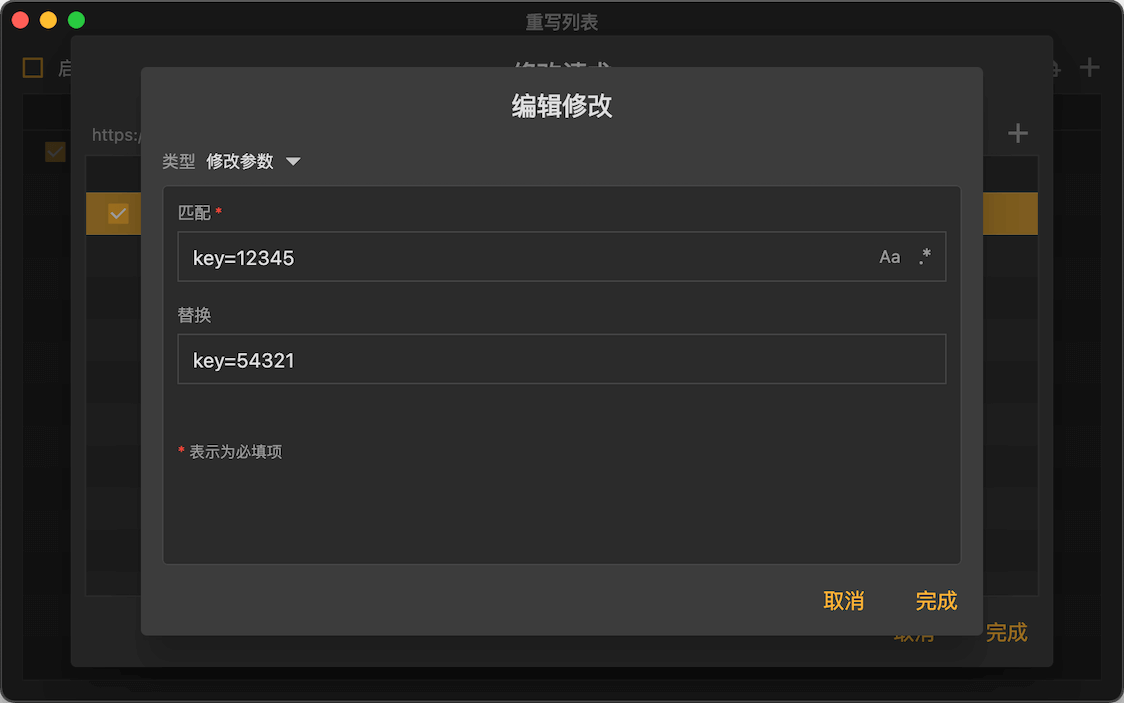 重写列表
修改请求
编辑修改
https:/
类型 修改参数
匹配 *
key=12345 Aa .*
替换
key=54321
* 表示为必填项
取消 完成
取消 完成